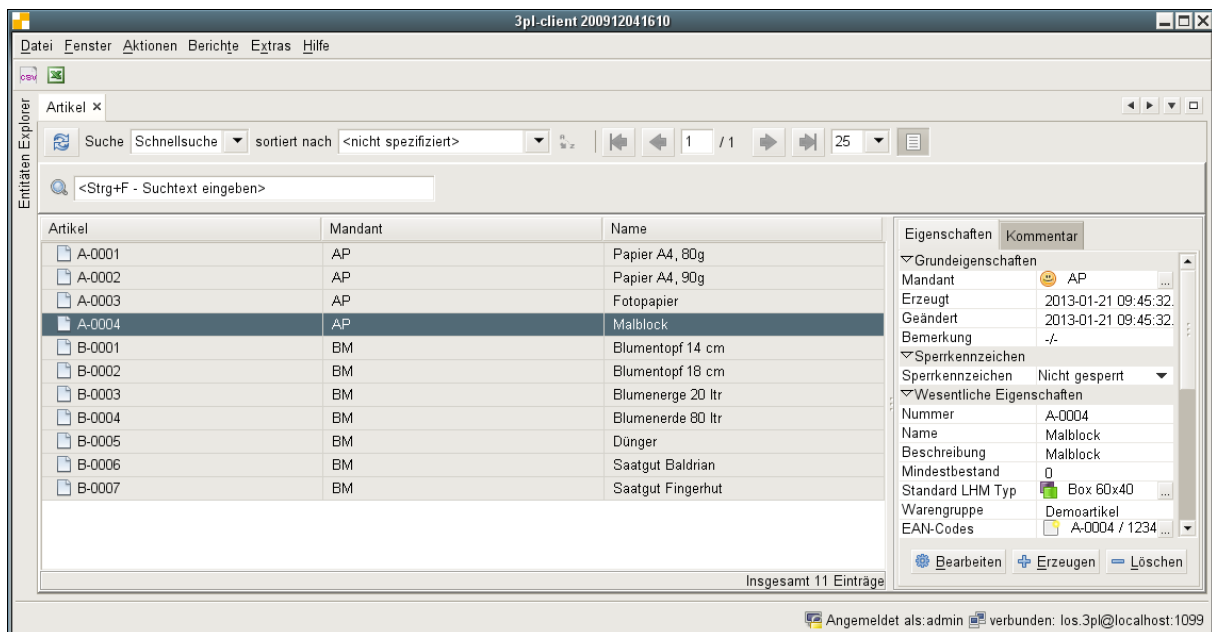 3pl-client 200912041610
Datei Fenster Aktionen Berichte Extras Hilfe
csv
Entitäten Explorer
Artikel
Suche Schnellsuche sortiert nach <nicht spezifiziert> 1 / 1 25
<Strg+F - Suchtext eingeben>
Artikel Mandant Name
A-0001 AP Papier A4, 80g
A-0002 AP Papier A4, 90g
A-0003 AP Fotopapier
A-0004 AP Malblock
B-0001 BM Blumentopf 14 cm
B-0002 BM Blumentopf 18 cm
B-0003 BM Blumenerge 20 ltr
B-0004 BM Blumenerde 80 ltr
B-0005 BM Dünger
B-0006 BM Saatgut Baldrian
B-0007 BM Saatgut Fingerhut
Insgesamt 11 Einträge
Eigenschaften Kommentar
Grundeigenschaften
Mandant AP ...
Erzeugt 2013-01-21 09:45:32.
Geändert 2013-01-21 09:45:32.
Bemerkung -/-
Sperrkennzeichen
Sperrkennzeichen Nicht gesperrt
Wesentliche Eigenschaften
Nummer A-0004
Name Malblock
Beschreibung Malblock
Mindestbestand 0
Standard LHM Typ Box 60x40 ...
Warengruppe Demoartikel
EAN-Codes A-0004 / 1234 ...
Bearbeiten Erzeugen Löschen
Angemeldet als:admin verbunden: los.3pl@localhost:1099